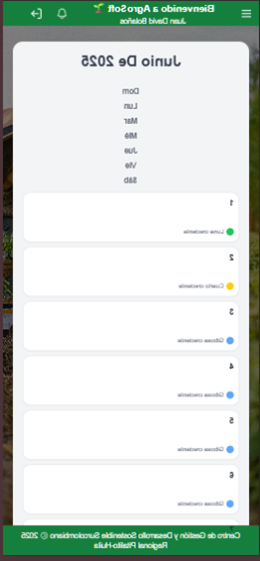 Bienvenido a AgroSoft
Juan David Bolaños
Junio De 2025
Dom
Lun
Mar
Mié
Jue
Vie
Sáb
1
Luna creciente
2
Cuarto creciente
3
Gibosa creciente
4
Gibosa creciente
5
Gibosa creciente
6
Gibosa creciente
7
Centro de Gestión y Desarrollo Sostenible Surcolombiano © 2025
Regional Pitalito-Huila